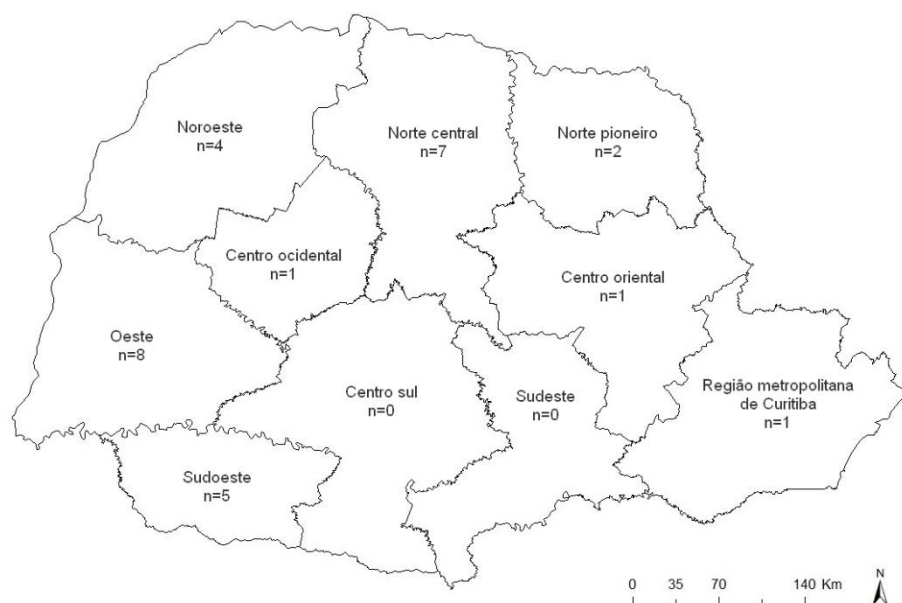 Noroeste
n=4
Norte central
n=7
Norte pioneiro
n=2
Centro ocidental
n=1
Centro oriental
n=1
Oeste
n=8
Centro sul
n=0
Sudeste
n=0
Região metropolitana
de Curitiba
n=1
Sudoeste
n=5
0 35 70 140 Km
N